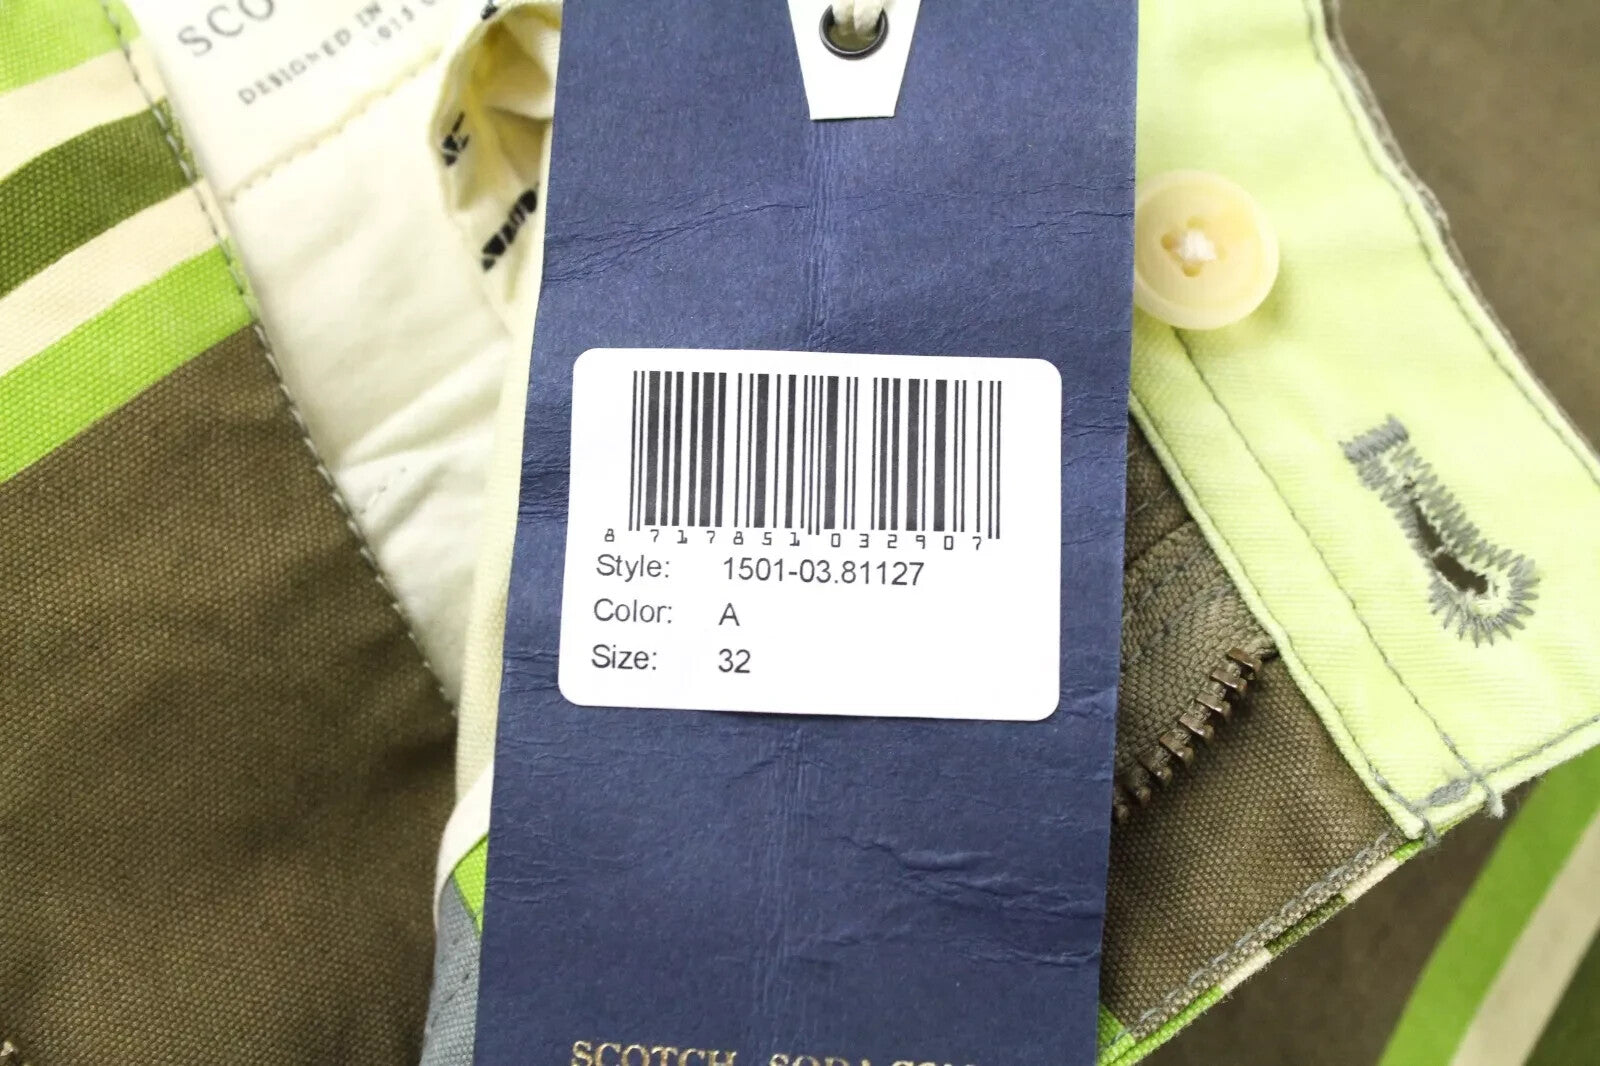 SCO
DESIGNED IN
8 717851 032907
Style: 1501-03.81127
Color: A
Size: 32
SCOTCH SODA